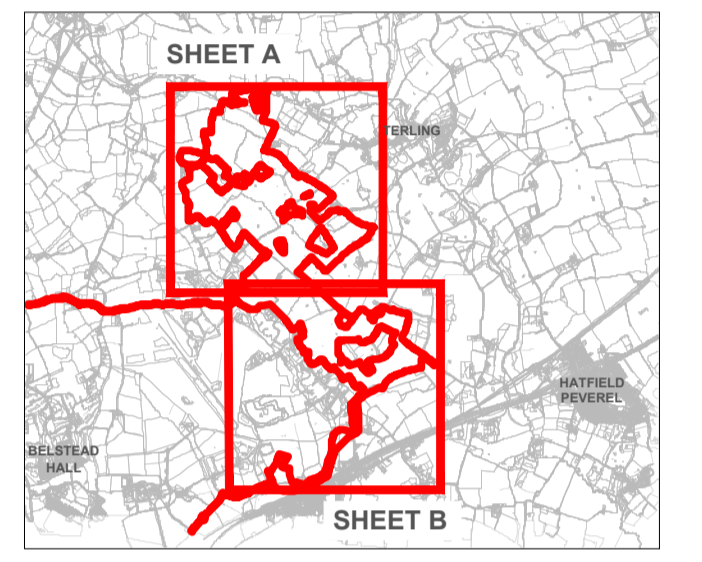 SHEET A
TERLING
HATFIELD
PEVEREL
BELSTEAD
HALL
SHEET B